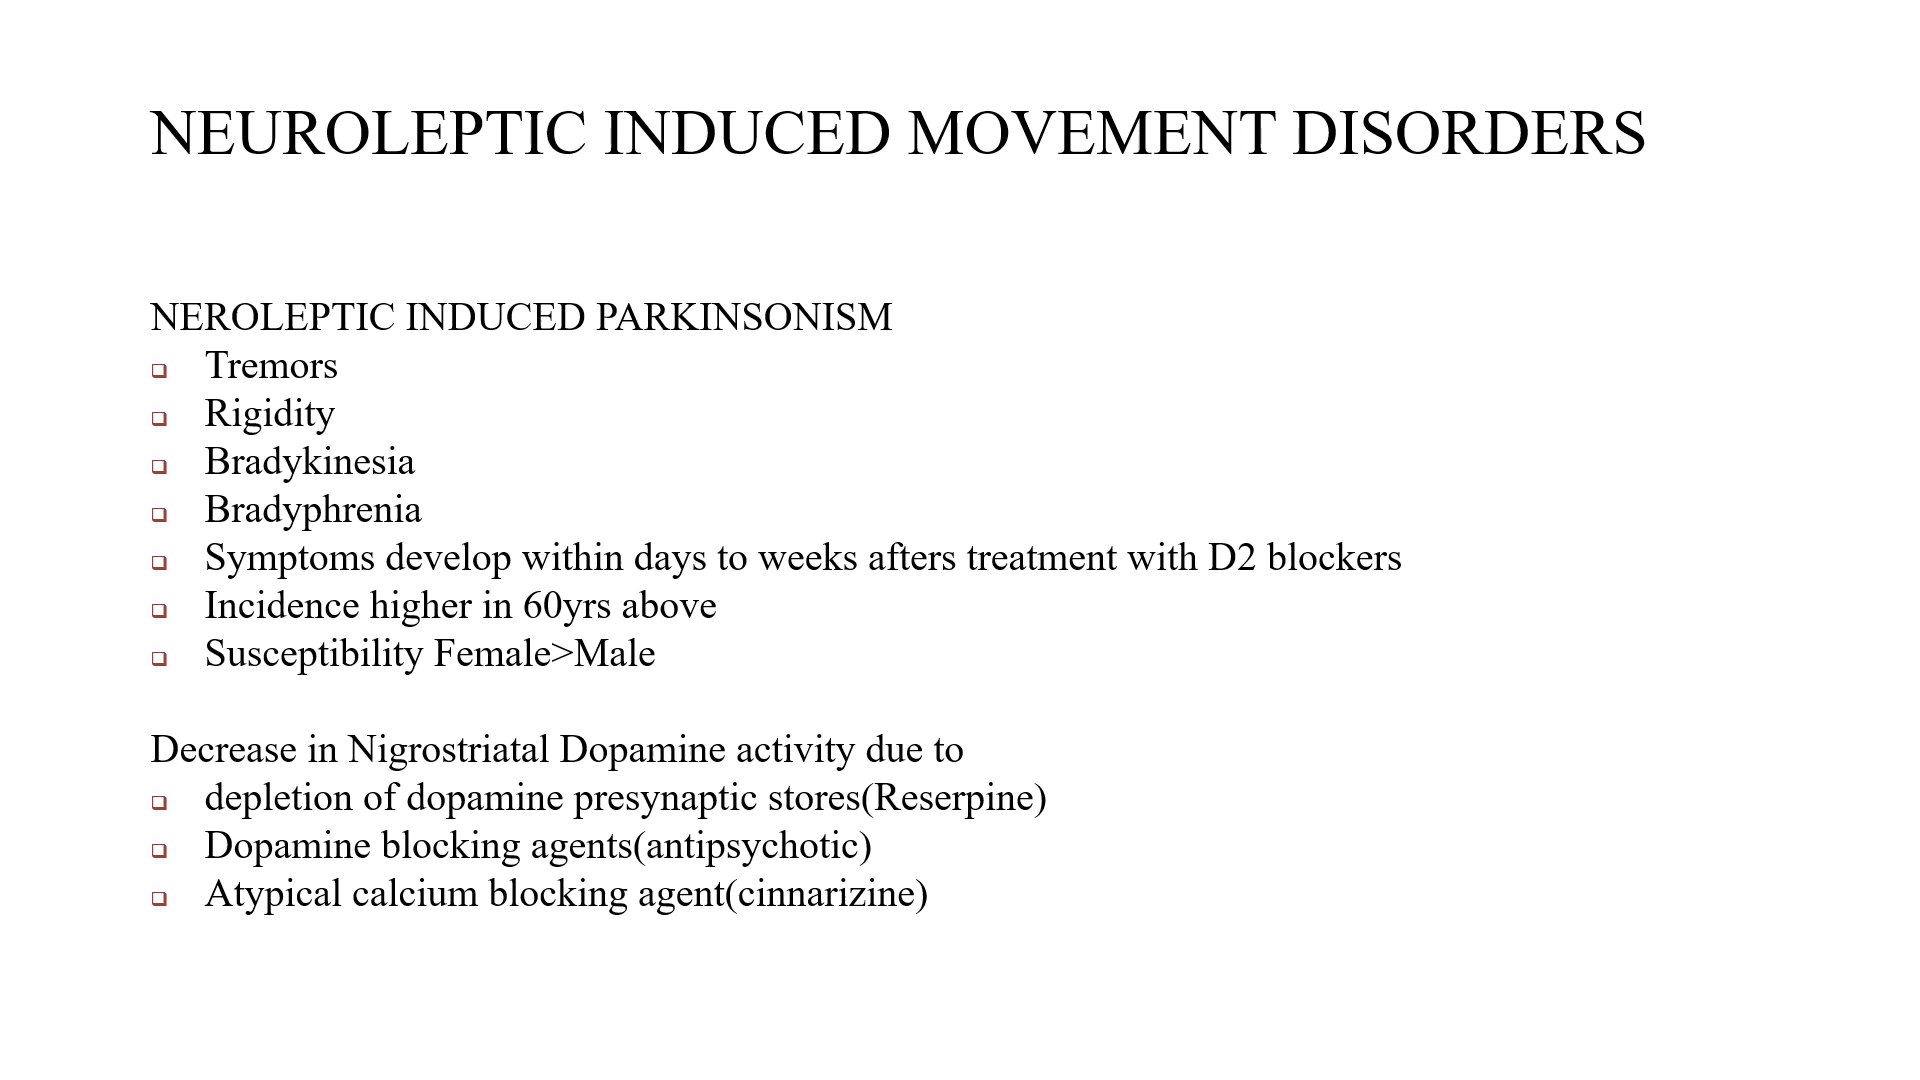 NEUROLEPTIC INDUCED MOVEMENT DISORDERS
NEROLEPTIC INDUCED PARKINSONISM
❑ Tremors
❑ Rigidity
❑ Bradykinesia
❑ Bradyphrenia
❑ Symptoms develop within days to weeks afters treatment with D2 blockers
❑ Incidence higher in 60yrs above
❑ Susceptibility Female>Male
Decrease in Nigrostriatal Dopamine activity due to
❑ depletion of dopamine presynaptic stores(Reserpine)
❑ Dopamine blocking agents(antipsychotic)
❑ Atypical calcium blocking agent(cinnarizine)